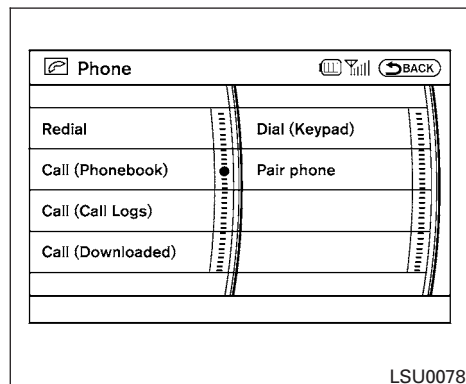 Phone
BACK
Redial
Call (Phonebook)
Call (Call Logs)
Call (Downloaded)
Dial (Keypad)
Pair phone
LSU0078